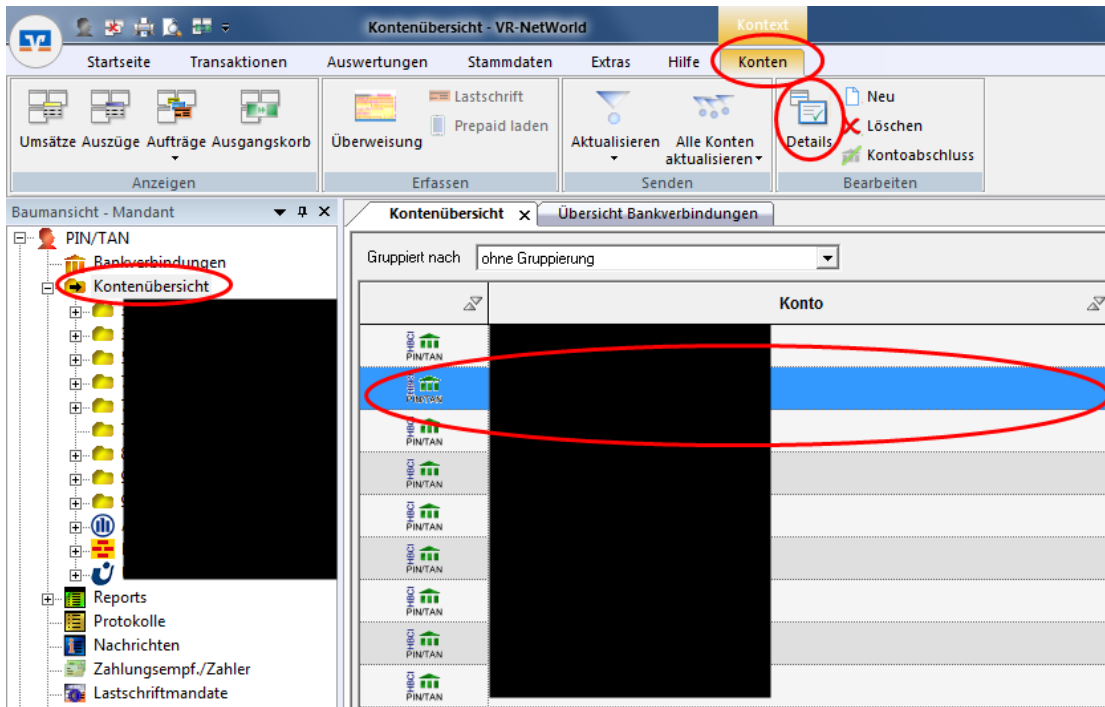 Kontenübersicht - VR-NetWorld
Kontext
Startseite Transaktionen Auswertungen Stammdaten Extras Hilfe Konten
Umsätze Auszüge Aufträge Ausgangskorb
Anzeigen
Überweisung
Lastschrift
Prepaid laden
Erfassen
Aktualisieren
Alle Konten
aktualisieren
Senden
Details
Neu
Löschen
Kontoabschluss
Bearbeiten
Baumansicht - Mandant
PIN/TAN
Bankverbindungen
Kontenübersicht
Reports
Protokolle
Nachrichten
Zahlungsempf./Zahler
Lastschriftmandate
Kontenübersicht Übersicht Bankverbindungen
Gruppiert nach ohne Gruppierung
Konto
HBCI PIN/TAN
HBCI PIN/TAN
HBCI PIN/TAN
HBCI PIN/TAN
HBCI PIN/TAN
HBCI PIN/TAN
HBCI PIN/TAN
HBCI PIN/TAN
HBCI PIN/TAN